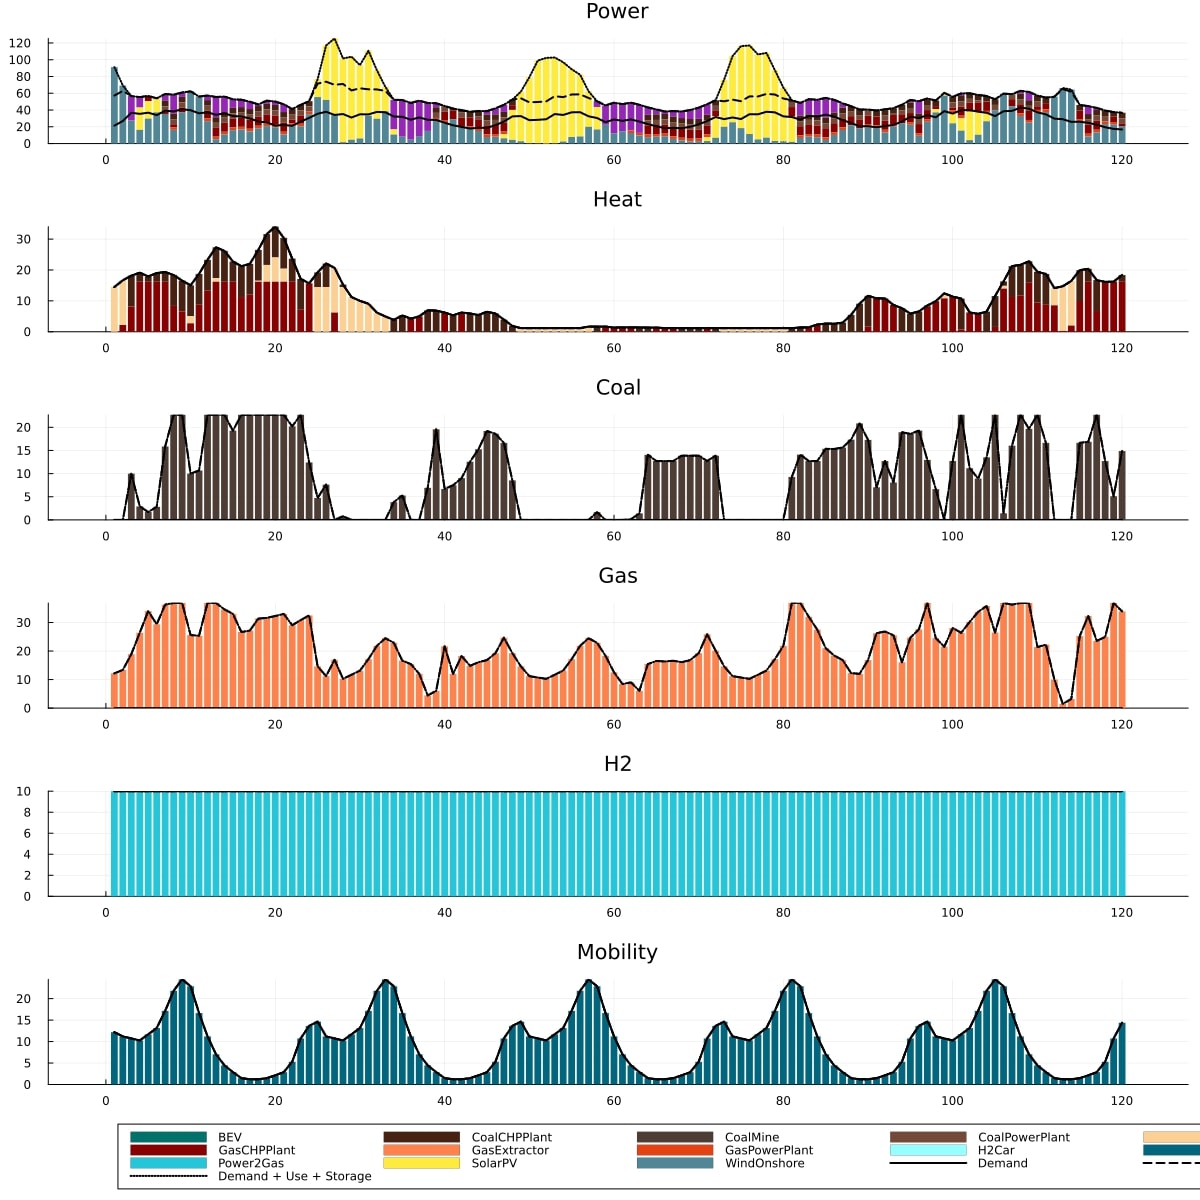 Power
120
100
80
60
40
20
0
0 20 40 60 80 100 120
Heat
30
20
10
0
0 20 40 60 80 100 120
Coal
20
15
10
5
0
0 20 40 60 80 100 120
Gas
30
20
10
0
0 20 40 60 80 100 120
H2
10
8
6
4
2
0
0 20 40 60 80 100 120
Mobility
20
15
10
5
0
0 20 40 60 80 100 120
BEV CoalCHPPlant CoalMine CoalPowerPlant
GasCHPPlant GasExtractor GasPowerPlant H2Car
Power2Gas SolarPV WindOnshore Demand
Demand + Use + Storage